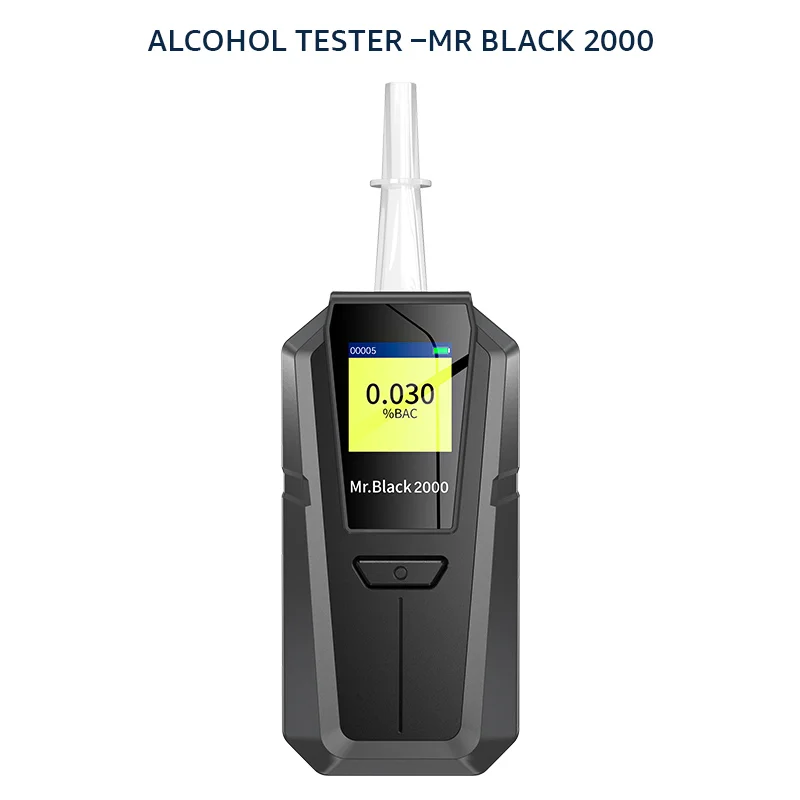 ALCOHOL TESTER –MR BLACK 2000
00005
0.030
%BAC
Mr.Black2000